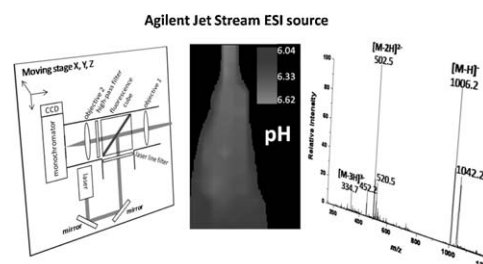 Agilent Jet Stream ESI source
Moving stage X, Y, Z
CCD
monochromator
objective 2
high-pass filter
fluorescence
cube
objective 1
laser line filter
laser
mirror
mirror
6.04
6.33
6.62
pH
Relative Intensity
[M-2H]²⁻
502.5
[M-H]⁻
1006.2
1042.2
[M-3H]³⁻
334.7
452.2
520.5
200
400
600
800
1000
m/z